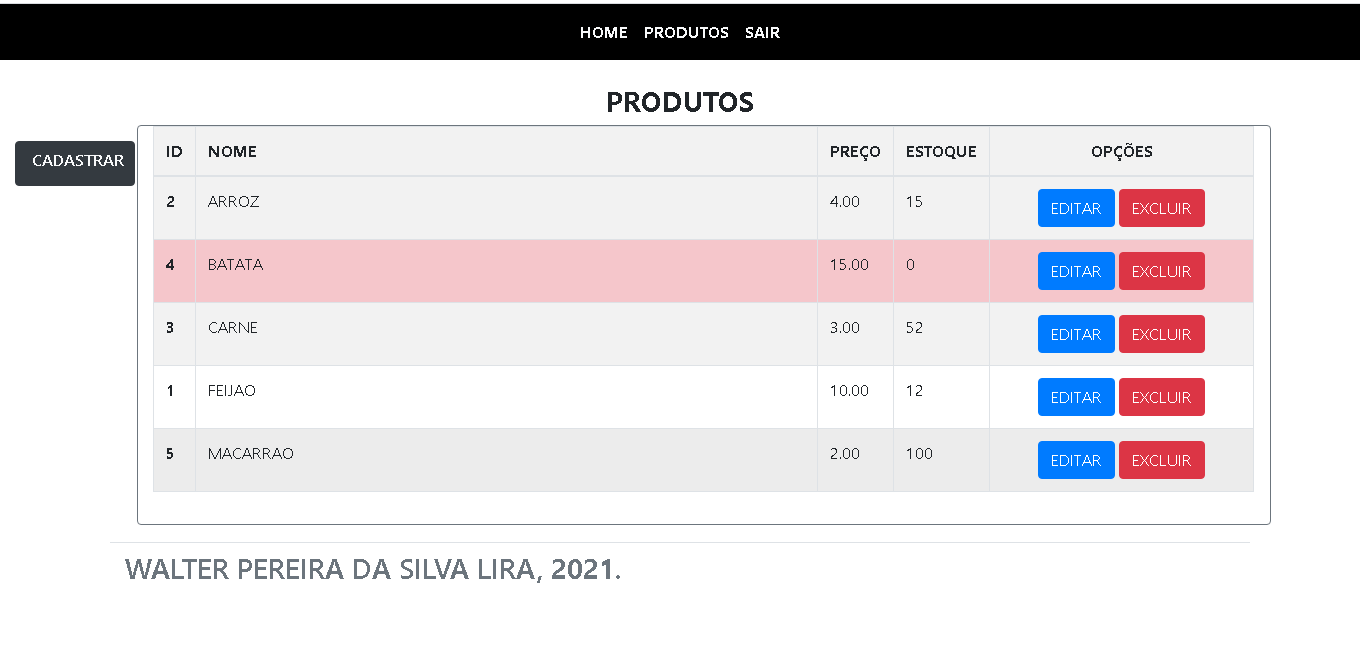 HOME PRODUTOS SAIR
PRODUTOS
CADASTRAR
ID NOME PREÇO ESTOQUE OPÇÕES
2 ARROZ 4.00 15 EDITAR EXCLUIR
4 BATATA 15.00 0 EDITAR EXCLUIR
3 CARNE 3.00 52 EDITAR EXCLUIR
1 FEIJAO 10.00 12 EDITAR EXCLUIR
5 MACARRAO 2.00 100 EDITAR EXCLUIR
WALTER PEREIRA DA SILVA LIRA, 2021.